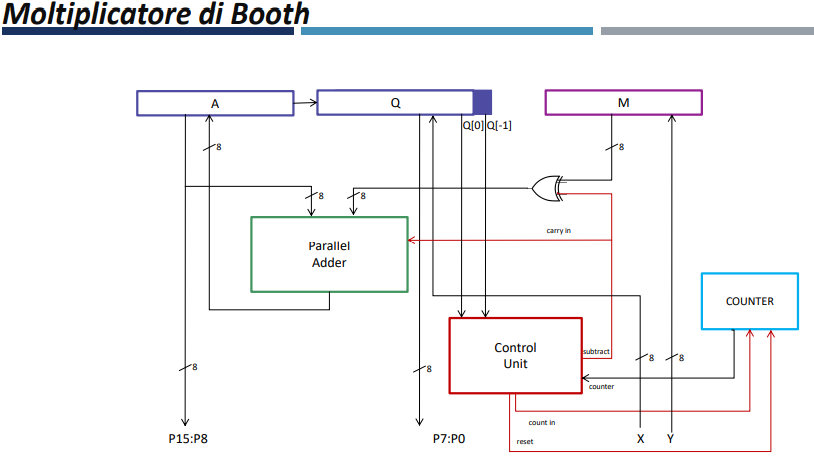 Moltiplicatore di Booth
A
Q
M
Q[0] Q[-1]
8
8
8
8
Parallel
Adder
carry in
COUNTER
Control
Unit
subtract
8
8
8
8
counter
count in
reset
P15:P8
P7:P0
X
Y